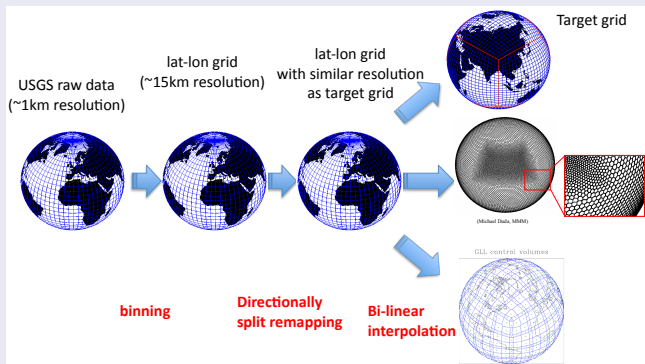 Target grid
lat-lon grid
with similar resolution
as target grid
lat-lon grid
(~15km resolution)
USGS raw data
(~1km resolution)
(Michael Duda, MMM)
GLL control volumes
binning
Directionally
split remapping
Bi-linear
interpolation